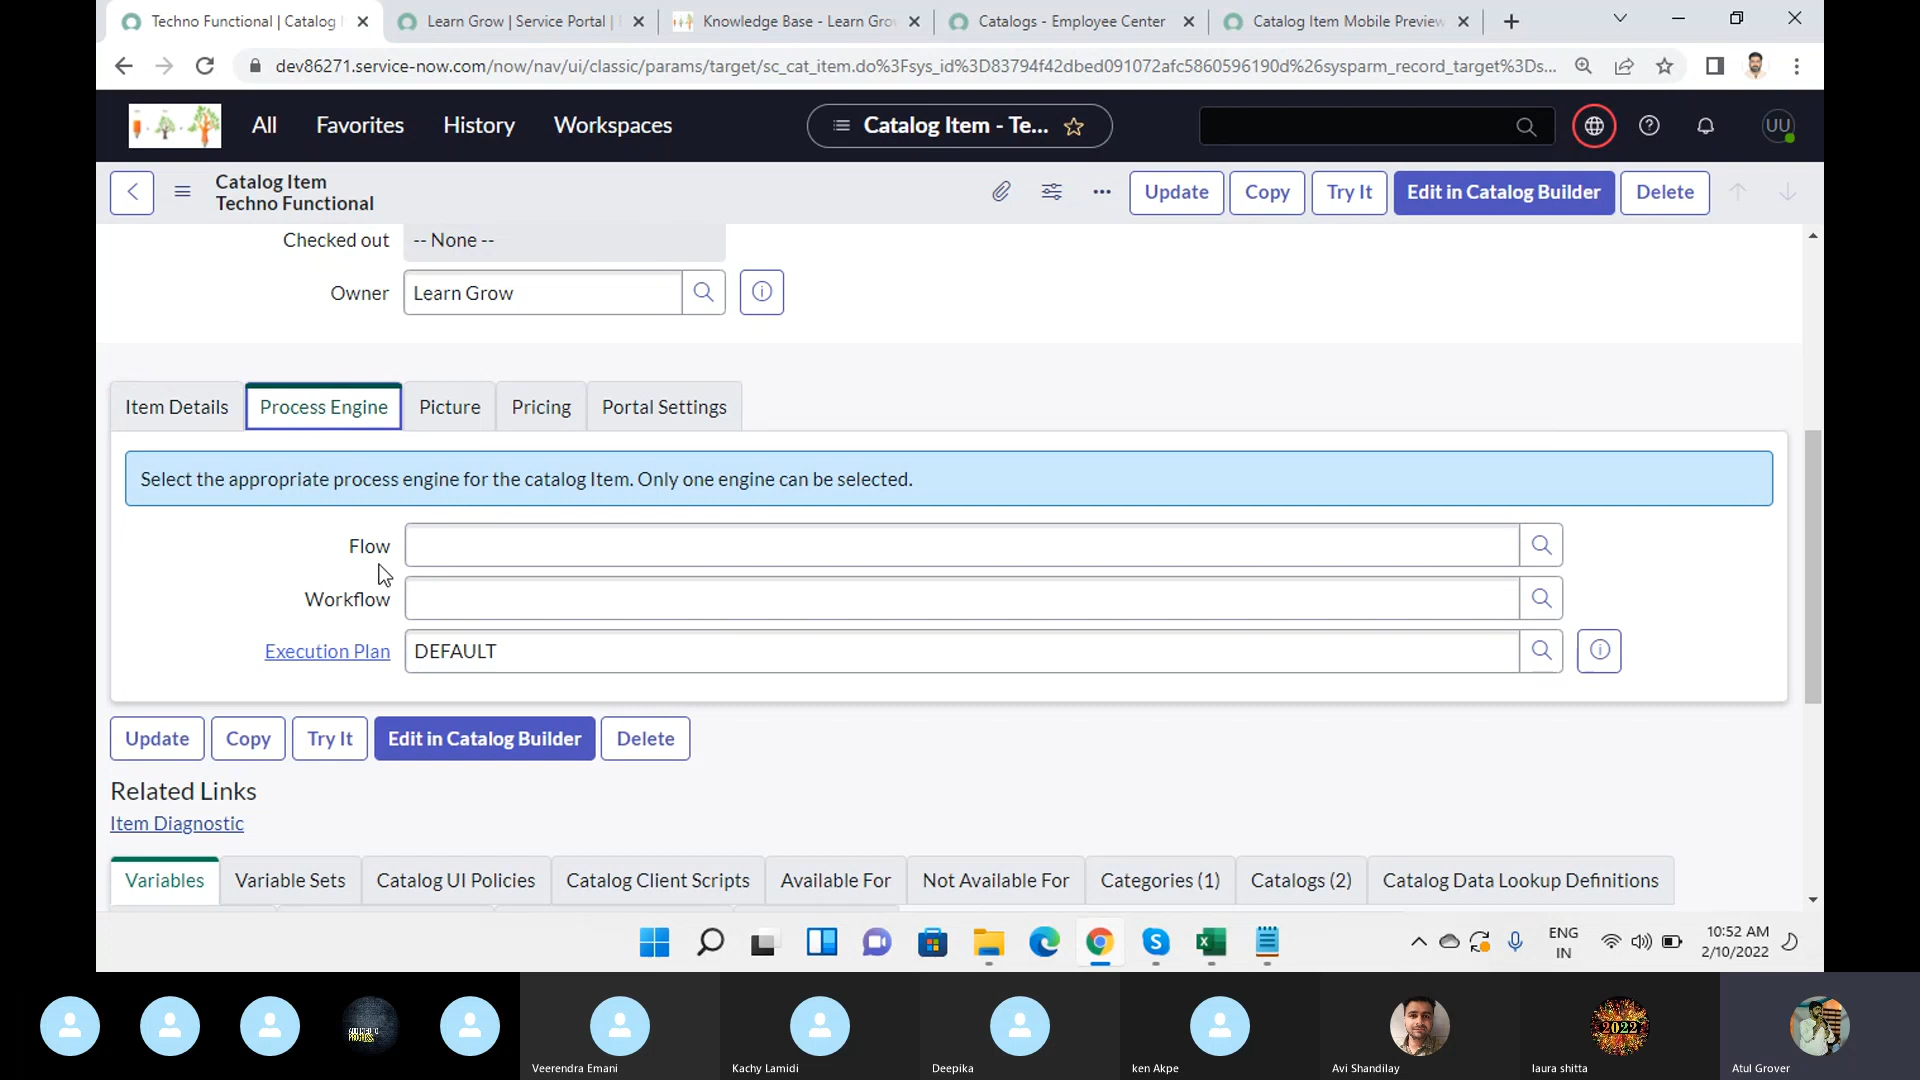 Techno Functional | Catalog
Learn Grow | Service Portal |
Knowledge Base - Learn Gro
Catalogs - Employee Center
Catalog Item Mobile Preview
dev86271.service-now.com/now/nav/ui/classic/params/target/sc_cat_item.do%3Fsys_id%3D83794f42dbed091072afc5860596190d%26sysparm_record_target%3Ds...
All
Favorites
History
Workspaces
Catalog Item - Te...
UU
Catalog Item
Techno Functional
Update
Copy
Try It
Edit in Catalog Builder
Delete
Checked out
-- None --
Owner
Learn Grow
Item Details
Process Engine
Picture
Pricing
Portal Settings
Select the appropriate process engine for the catalog Item. Only one engine can be selected.
Flow
Workflow
Execution Plan
DEFAULT
Update
Copy
Try It
Edit in Catalog Builder
Delete
Related Links
Item Diagnostic
Variables
Variable Sets
Catalog UI Policies
Catalog Client Scripts
Available For
Not Available For
Categories (1)
Catalogs (2)
Catalog Data Lookup Definitions
ENG
IN
10:52 AM
2/10/2022
2022
Veerendra Emani
Kachy Lamidi
Deepika
ken Akpe
Avi Shandilay
laura shitta
Atul Grover